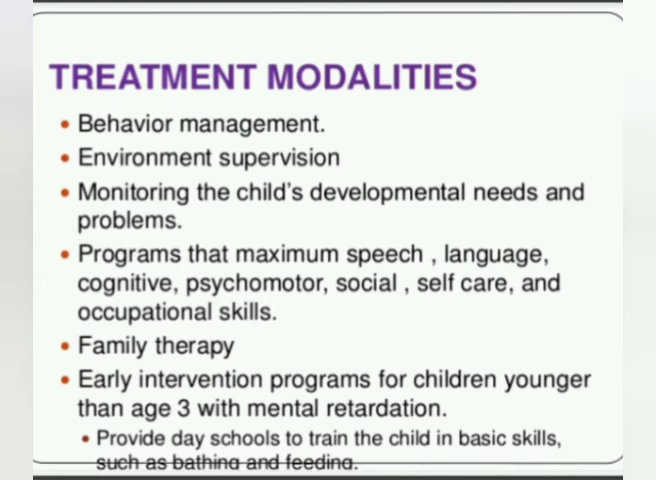 TREATMENT MODALITIES
• Behavior management.
• Environment supervision
• Monitoring the child's developmental needs and
problems.
• Programs that maximum speech , language,
cognitive, psychomotor, social , self care, and
occupational skills.
• Family therapy
• Early intervention programs for children younger
than age 3 with mental retardation.
• Provide day schools to train the child in basic skills,
such as bathing and feeding.